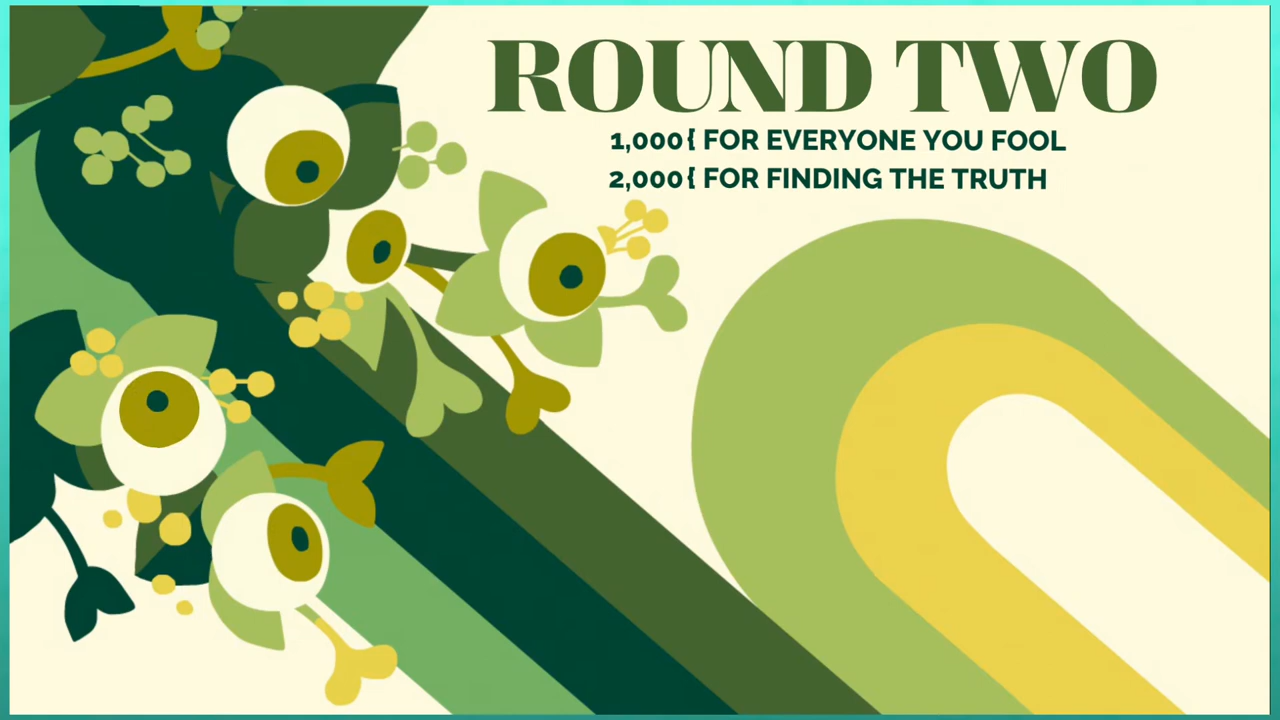 ROUND TWO
1,000{ FOR EVERYONE YOU FOOL
2,000{ FOR FINDING THE TRUTH